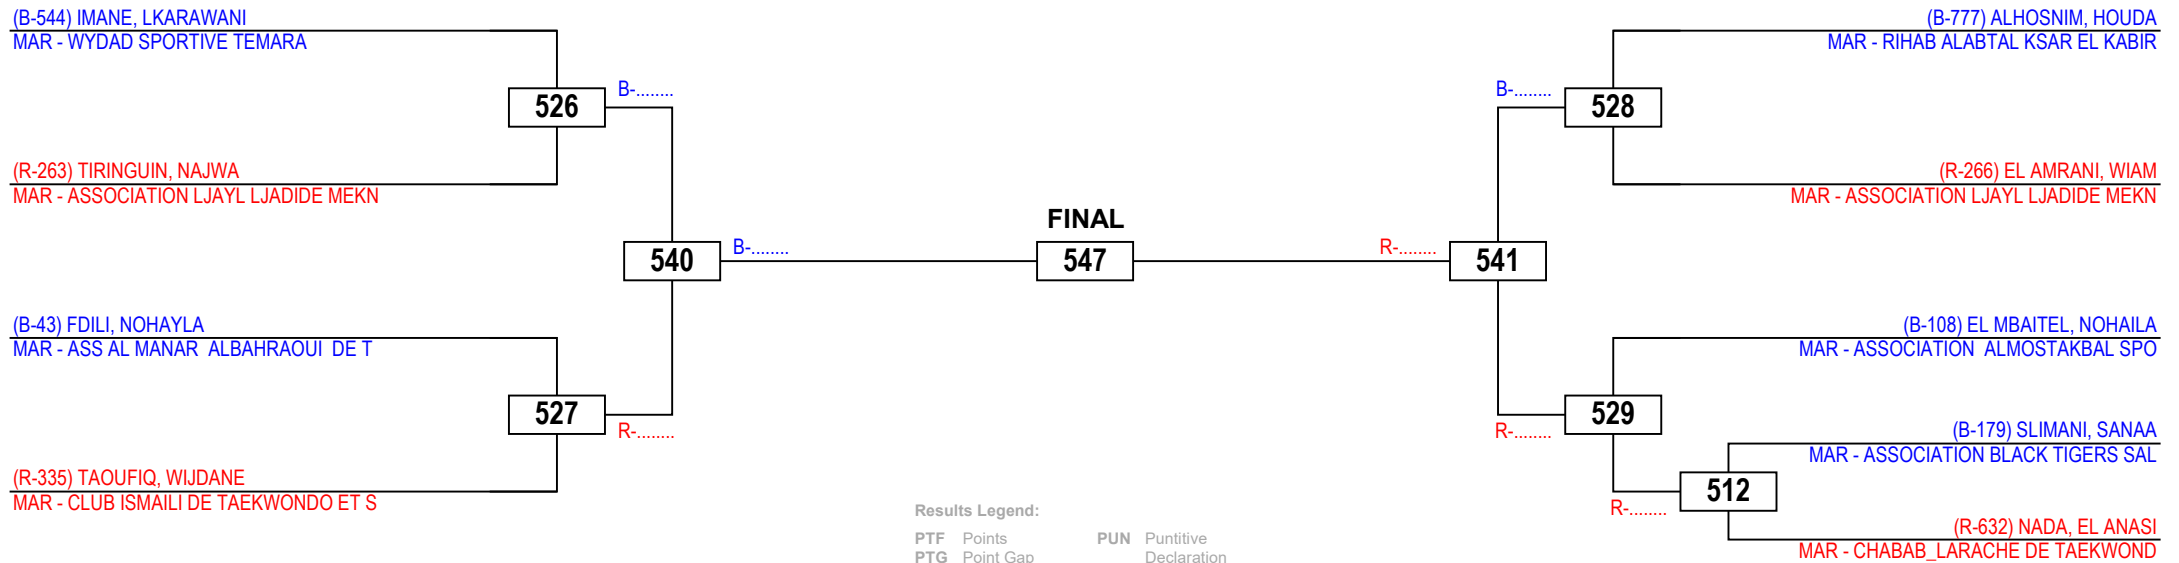 (B-544) IMANE, LKARAWANI
MAR - WYDAD SPORTIVE TEMARA
526
B-........
(R-263) TIRINGUIN, NAJWA
MAR - ASSOCIATION LJAYL LJADIDE MEKN
540
B-........
(B-43) FDILI, NOHAYLA
MAR - ASS AL MANAR  ALBAHRAOUI  DE T
527
R-........
(R-335) TAOUFIQ, WIJDANE
MAR - CLUB ISMAILI DE TAEKWONDO ET S
FINAL
547
(B-777) ALHOSNIM, HOUDA
MAR - RIHAB ALABTAL KSAR EL KABIR
B-........
528
(R-266) EL AMRANI, WIAM
MAR - ASSOCIATION LJAYL LJADIDE MEKN
R-........
541
(B-108) EL MBAITEL, NOHAILA
MAR - ASSOCIATION  ALMOSTAKBAL SPO
529
R-........
(B-179) SLIMANI, SANAA
MAR - ASSOCIATION BLACK TIGERS SAL
512
R-........
(R-632) NADA, EL ANASI
MAR - CHABAB_LARACHE DE TAEKWOND
Results Legend:
PTF Points
PTG Point Gap
PUN Puntitive
Declaration